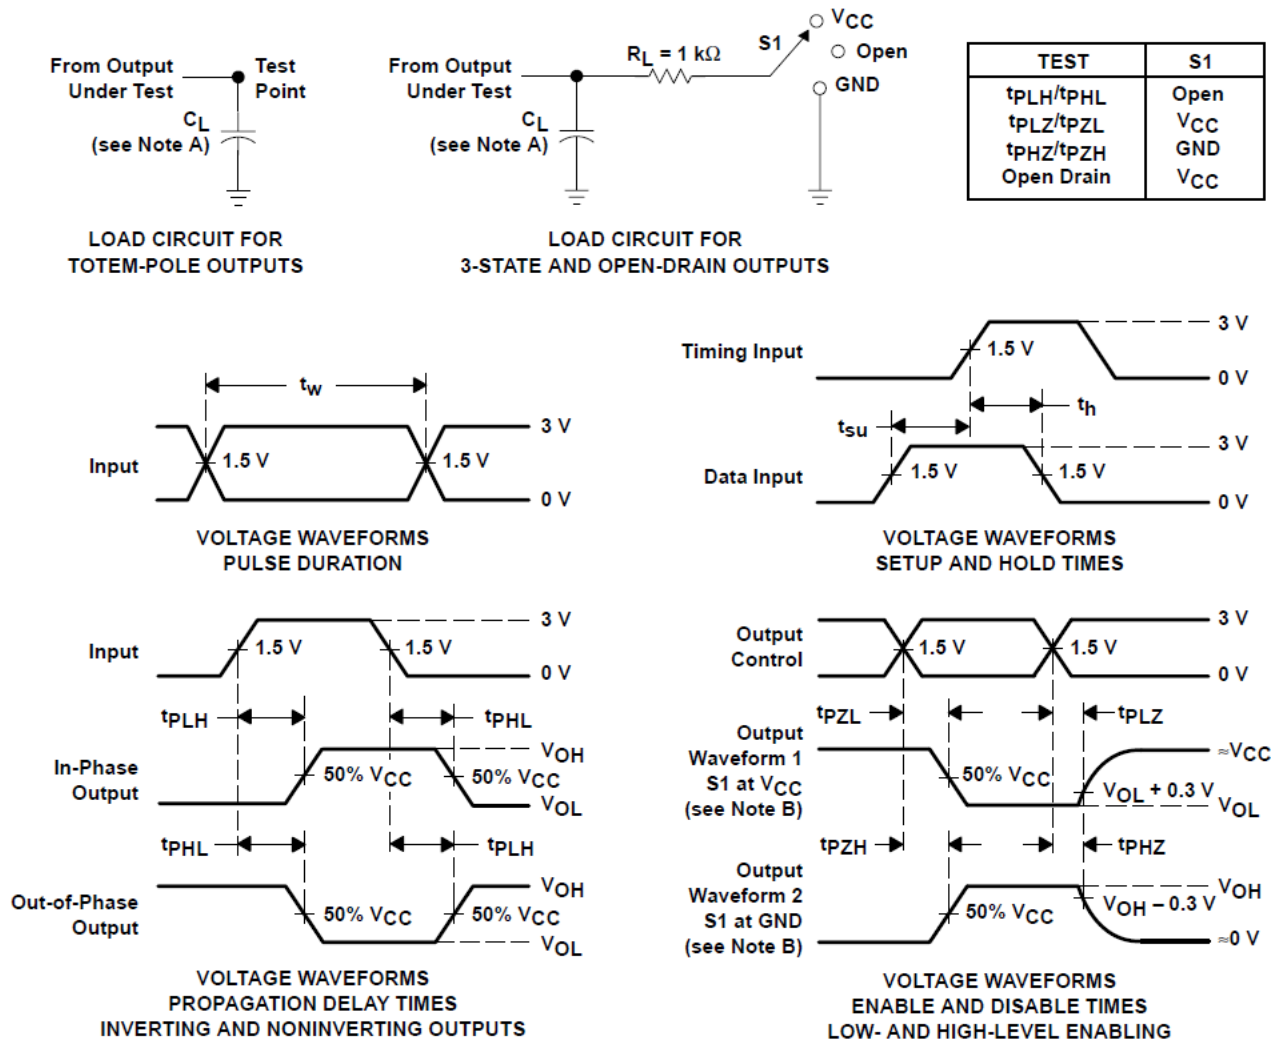 From Output
Under Test
Test
Point
CL
(see Note A)
LOAD CIRCUIT FOR
TOTEM-POLE OUTPUTS
From Output
Under Test
RL = 1 kΩ
S1
VCC
Open
GND
CL
(see Note A)
LOAD CIRCUIT FOR
3-STATE AND OPEN-DRAIN OUTPUTS
TEST S1
tPLH/tPHL Open
tPLZ/tPZL VCC
tPHZ/tPZH GND
Open Drain VCC
tw
Input
1.5 V
1.5 V
3 V
0 V
VOLTAGE WAVEFORMS
PULSE DURATION
Timing Input
1.5 V
3 V
0 V
th
tsu
Data Input
1.5 V
1.5 V
3 V
0 V
VOLTAGE WAVEFORMS
SETUP AND HOLD TIMES
Input
1.5 V
1.5 V
3 V
0 V
tPLH
tPHL
In-Phase
Output
50% VCC
50% VCC
VOH
VOL
tPHL
tPLH
Out-of-Phase
Output
50% VCC
50% VCC
VOH
VOL
VOLTAGE WAVEFORMS
PROPAGATION DELAY TIMES
INVERTING AND NONINVERTING OUTPUTS
Output
Control
1.5 V
1.5 V
3 V
0 V
tPZL
tPLZ
Output
Waveform 1
S1 at VCC
(see Note B)
50% VCC
≈VCC
VOL + 0.3 V
VOL
tPZH
tPHZ
Output
Waveform 2
S1 at GND
(see Note B)
50% VCC
VOH
VOH − 0.3 V
≈0 V
VOLTAGE WAVEFORMS
ENABLE AND DISABLE TIMES
LOW- AND HIGH-LEVEL ENABLING